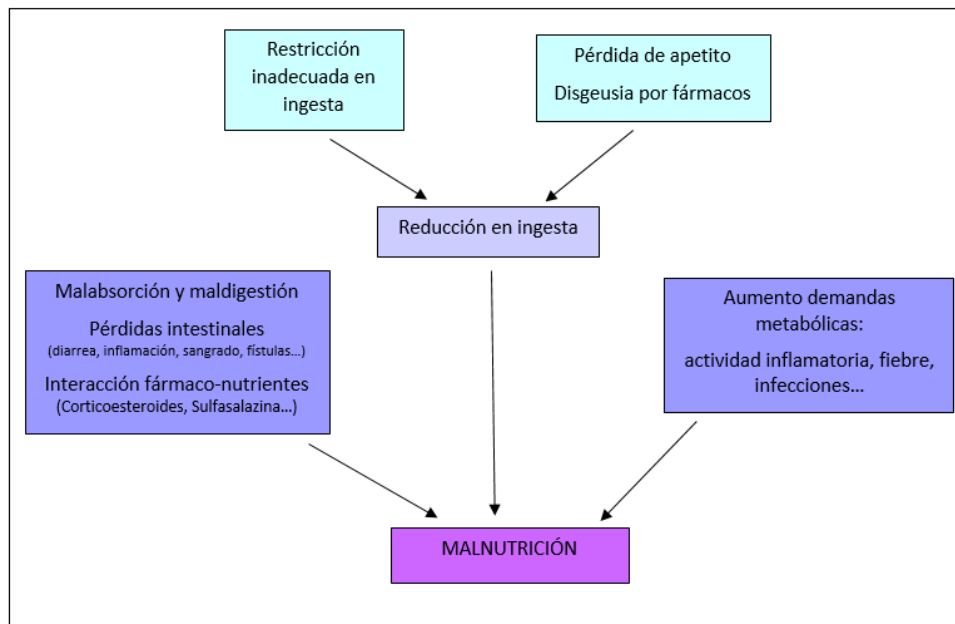 Restricción
inadecuada en
ingesta
Pérdida de apetito
Disgeusia por fármacos
Reducción en ingesta
Malabsorción y maldigestión
Pérdidas intestinales
(diarrea, inflamación, sangrado, fístulas...)
Interacción fármaco-nutrientes
(Corticoesteroides, Sulfasalazina...)
Aumento demandas
metabólicas:
actividad inflamatoria, fiebre,
infecciones...
MALNUTRICIÓN